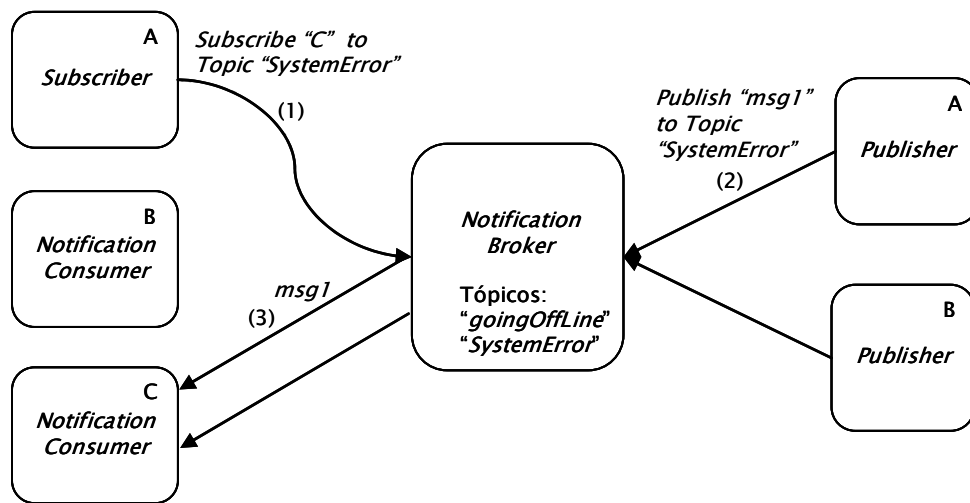 A
Subscriber
Subscribe “C” to
Topic “SystemError”
(1)
B
Notification
Consumer
C
Notification
Consumer
msg1
(3)
Notification
Broker
Tópicos:
“goingOffLine”
“SystemError”
Publish “msg1”
to Topic
“SystemError”
(2)
A
Publisher
B
Publisher